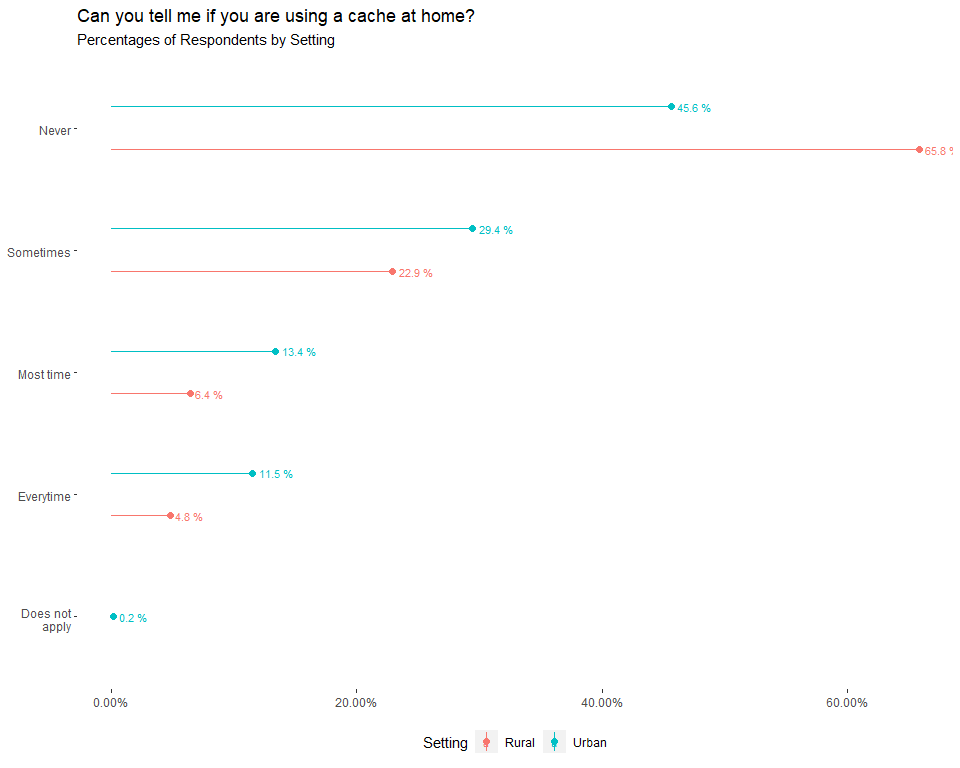 Can you tell me if you are using a cache at home?
Percentages of Respondents by Setting
Never
45.6 %
65.8 %
Sometimes
29.4 %
22.9 %
Most time
13.4 %
6.4 %
Everytime
11.5 %
4.8 %
Does not
apply
0.2 %
0.00%
20.00%
40.00%
60.00%
Setting
Rural
Urban